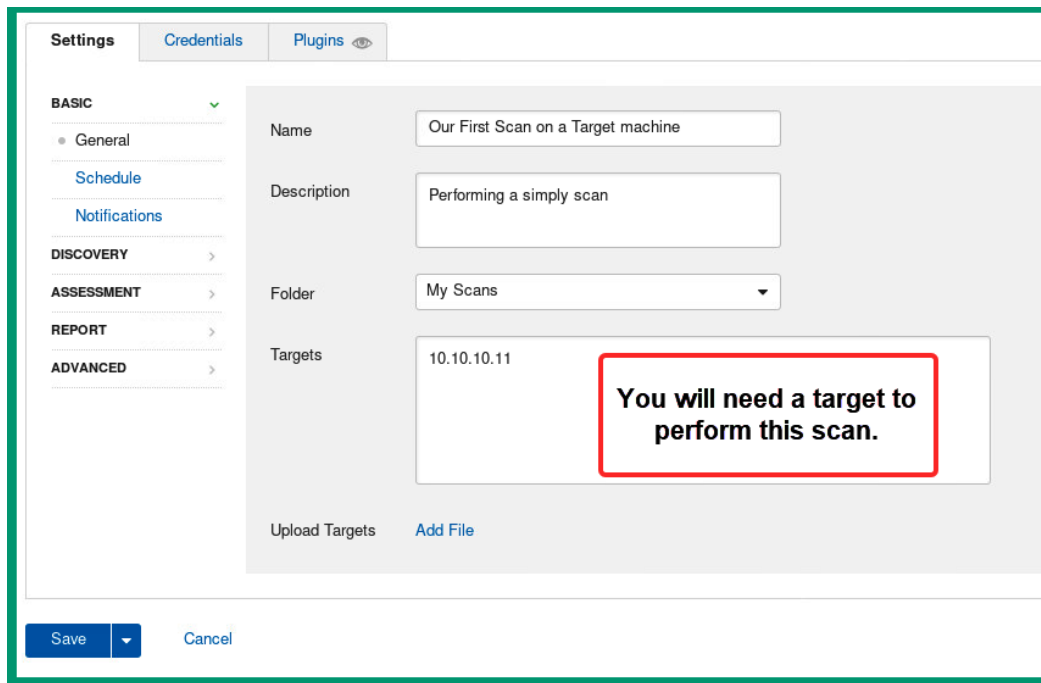 Settings
Credentials
Plugins
BASIC
General
Schedule
Notifications
DISCOVERY
ASSESSMENT
REPORT
ADVANCED
Name
Our First Scan on a Target machine
Description
Performing a simply scan
Folder
My Scans
Targets
10.10.10.11
You will need a target to
perform this scan.
Upload Targets
Add File
Save
Cancel